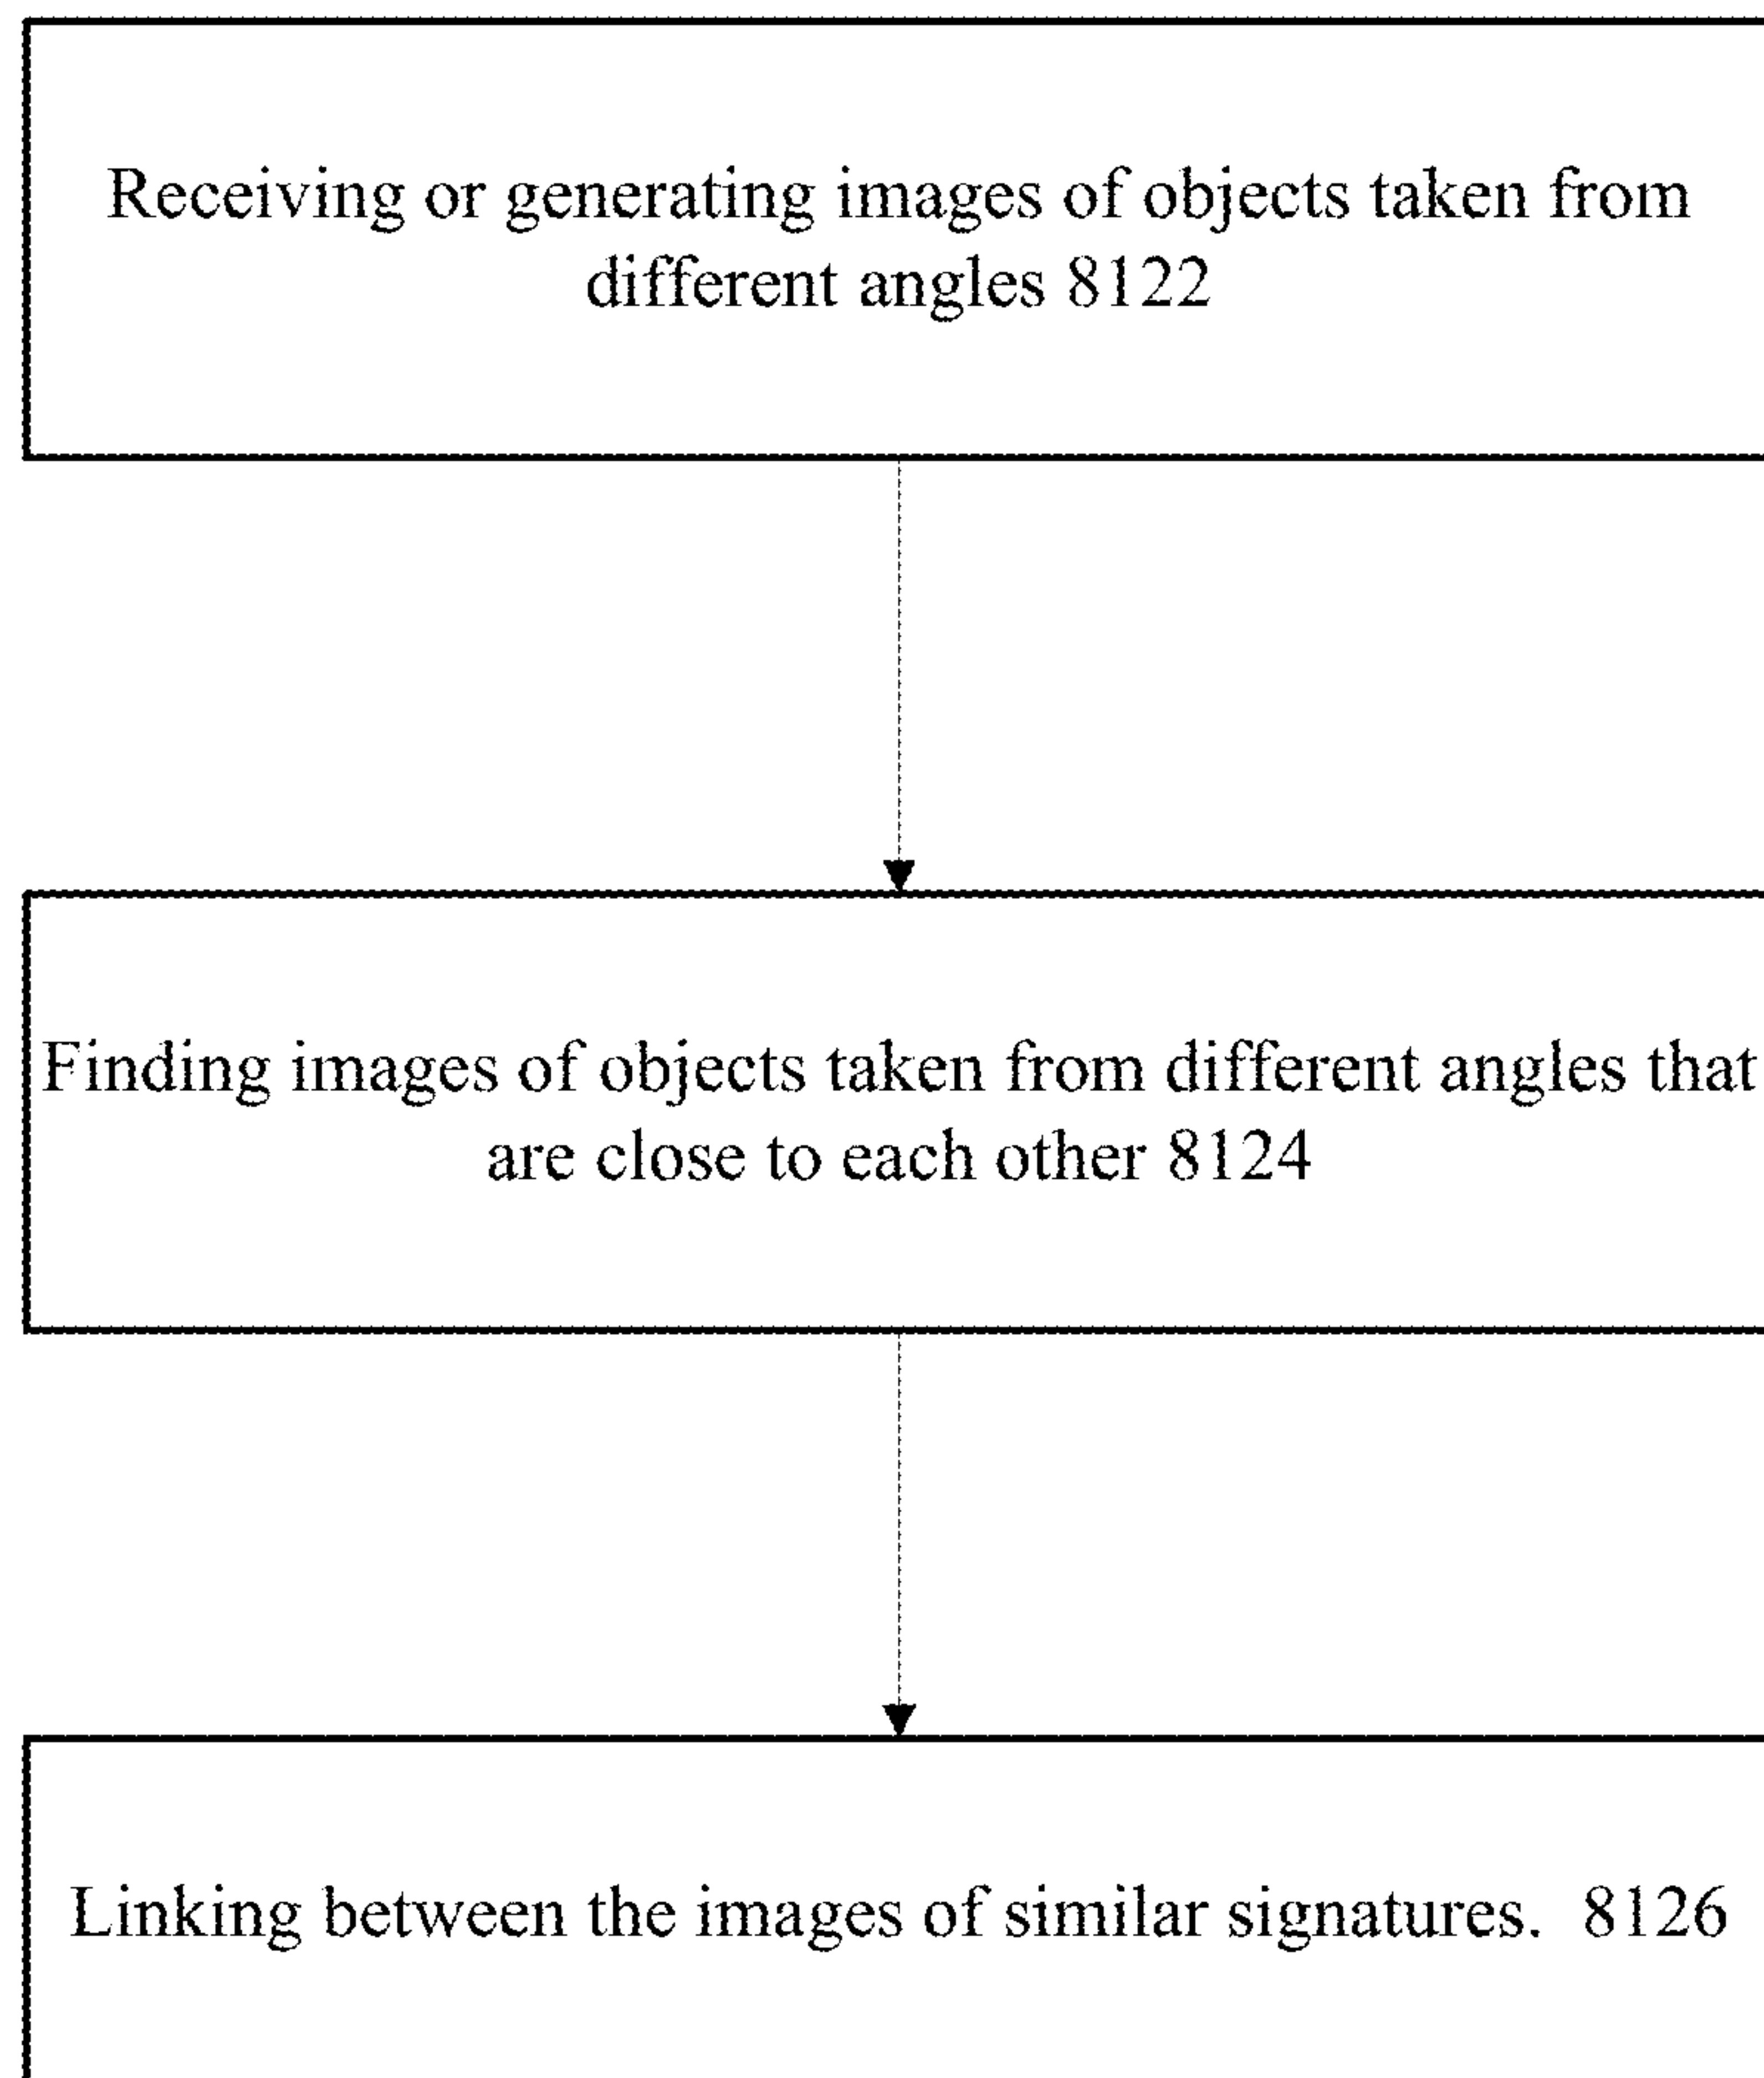 Receiving or generating images of objects taken from
different angles 8122
Finding images of objects taken from different angles that
are close to each other 8124
Linking between the images of similar signatures.  8126